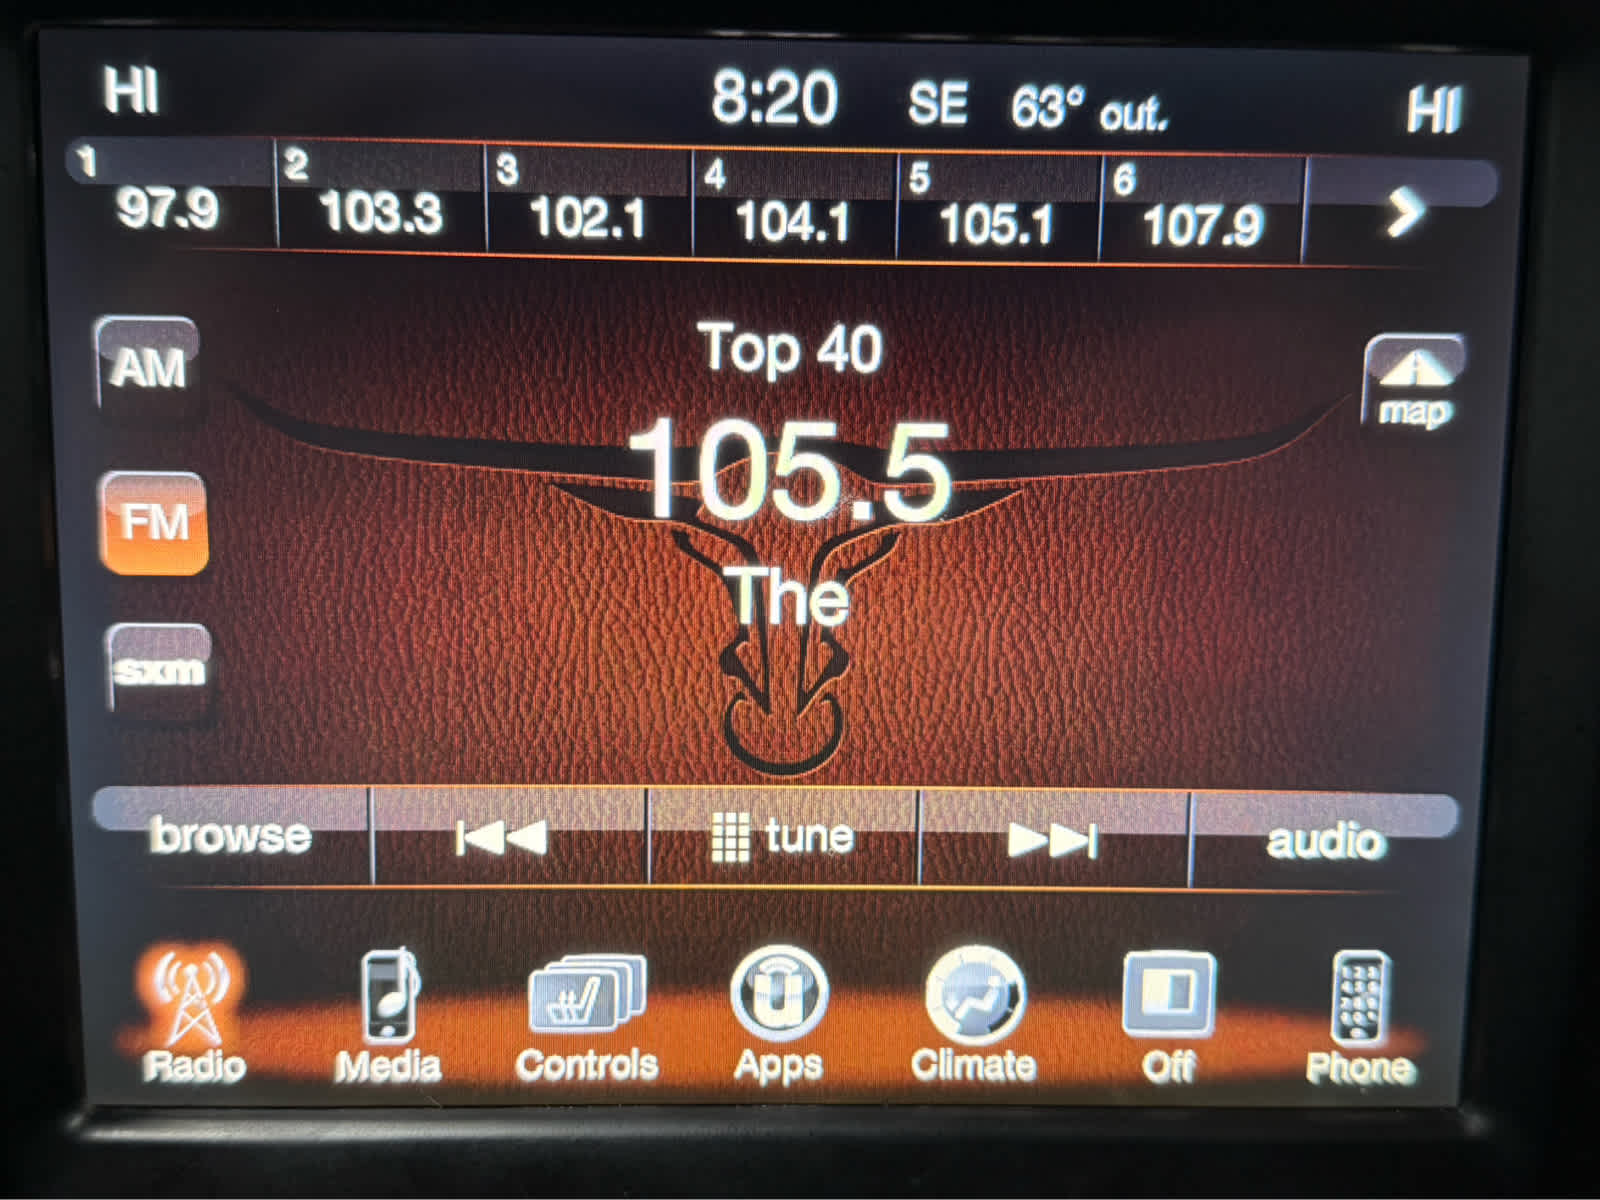 HI 8:20 SE 63° out. HI
1 2 3 4 5 6
97.9 103.3 102.1 104.1 105.1 107.9
Top 40
AM
map
105.5
FM
The
sxm
browse tune audio
Radio Media Controls Apps Climate Off Phone